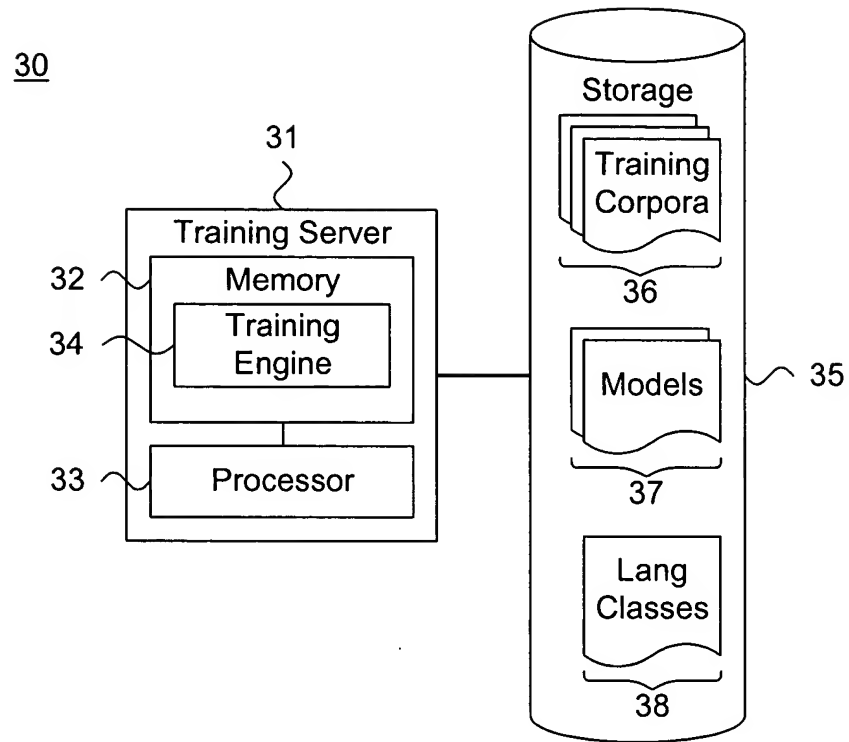 30
31
Training Server
32
Memory
34
Training
Engine
33
Processor
Storage
Training
Corpora
36
Models
35
37
Lang
Classes
38